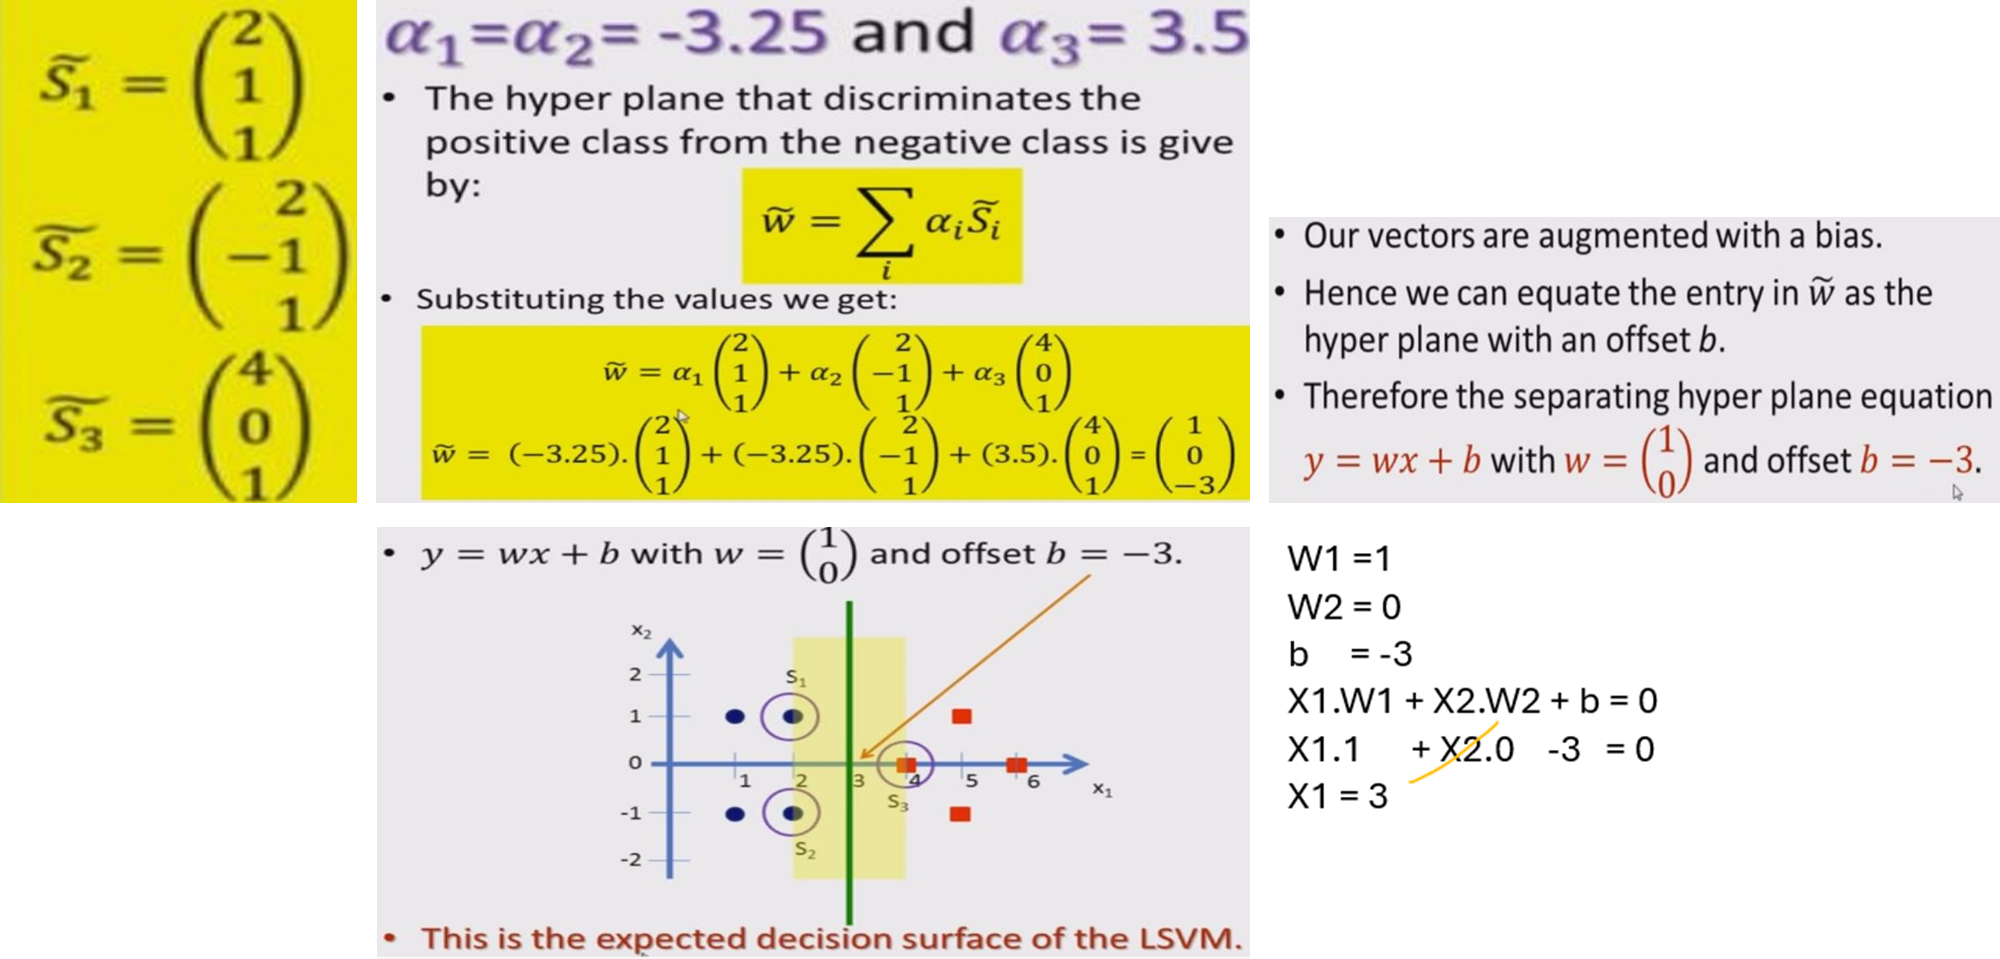 S̃₁ = (2 1 1)
S̃₂ = (2 −1 1)
S̃₃ = (4 0 1)
α₁=α₂= -3.25 and α₃= 3.5
• The hyper plane that discriminates the
positive class from the negative class is give
by:
w̃ = ∑ᵢ αᵢS̃ᵢ
• Substituting the values we get:
w̃ = α₁ (2 1 1) + α₂ (2 −1 1) + α₃ (4 0 1)
w̃ = (−3.25). (2 1 1) + (−3.25). (2 −1 1) + (3.5). (4 0 1) = (1 0 −3)
• Our vectors are augmented with a bias.
• Hence we can equate the entry in w̃ as the
hyper plane with an offset b.
• Therefore the separating hyper plane equation
y = wx + b with w = (1 0) and offset b = −3.
• y = wx + b with w = (1 0) and offset b = −3.
x₂
2
S₁
1
0
1 2 3 4 5 6
x₁
S₃
-1
S₂
-2
• This is the expected decision surface of the LSVM.
W1 =1
W2 = 0
b = -3
X1.W1 + X2.W2 + b = 0
X1.1 + X2.0 -3 = 0
X1 = 3